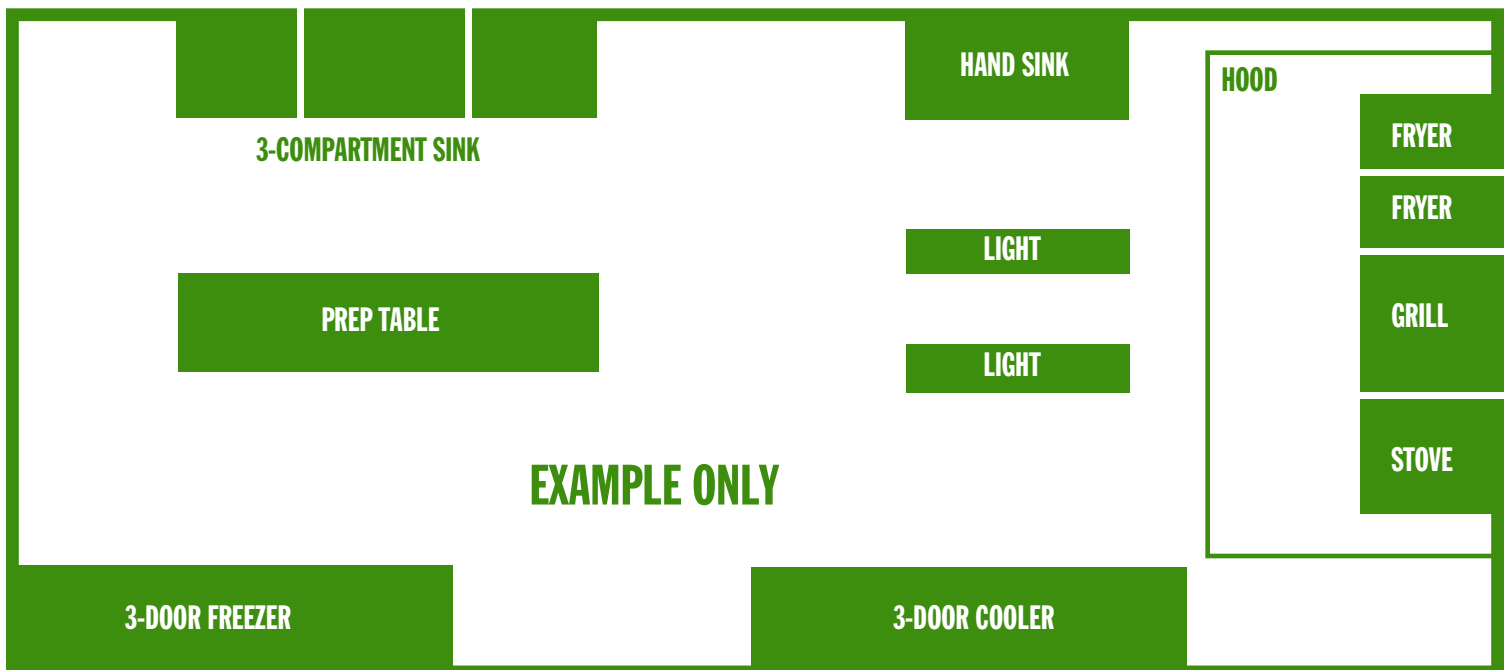 HAND SINK
HOOD
FRYER
3-COMPARTMENT SINK
FRYER
LIGHT
PREP TABLE
GRILL
LIGHT
STOVE
EXAMPLE ONLY
3-DOOR FREEZER
3-DOOR COOLER